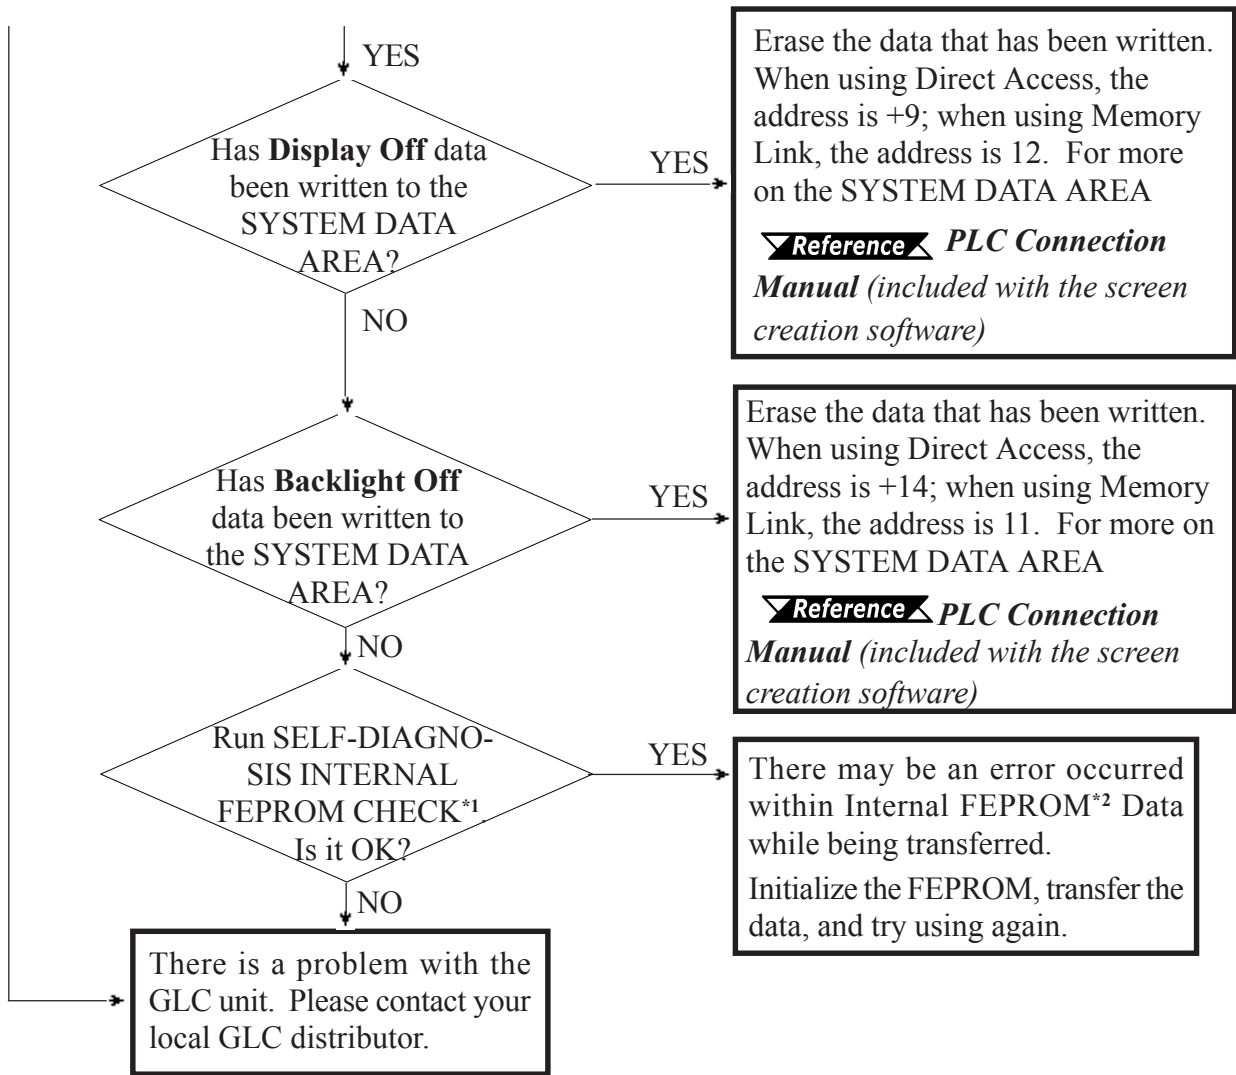 YES
Has Display Off data
been written to the
SYSTEM DATA
AREA?
YES
Erase the data that has been written.
When using Direct Access, the
address is +9; when using Memory
Link, the address is 12. For more
on the SYSTEM DATA AREA
Reference PLC Connection
Manual (included with the screen
creation software)
NO
Has Backlight Off
data been written to
the SYSTEM DATA
AREA?
YES
Erase the data that has been written.
When using Direct Access, the
address is +14; when using Memory
Link, the address is 11. For more on
the SYSTEM DATA AREA
Reference PLC Connection
Manual (included with the screen
creation software)
NO
Run SELF-DIAGNO-
SIS INTERNAL
FEPROM CHECK*1.
Is it OK?
YES
There may be an error occurred
within Internal FEPROM*2 Data
while being transferred.
Initialize the FEPROM, transfer the
data, and try using again.
NO
There is a problem with the
GLC unit. Please contact your
local GLC distributor.